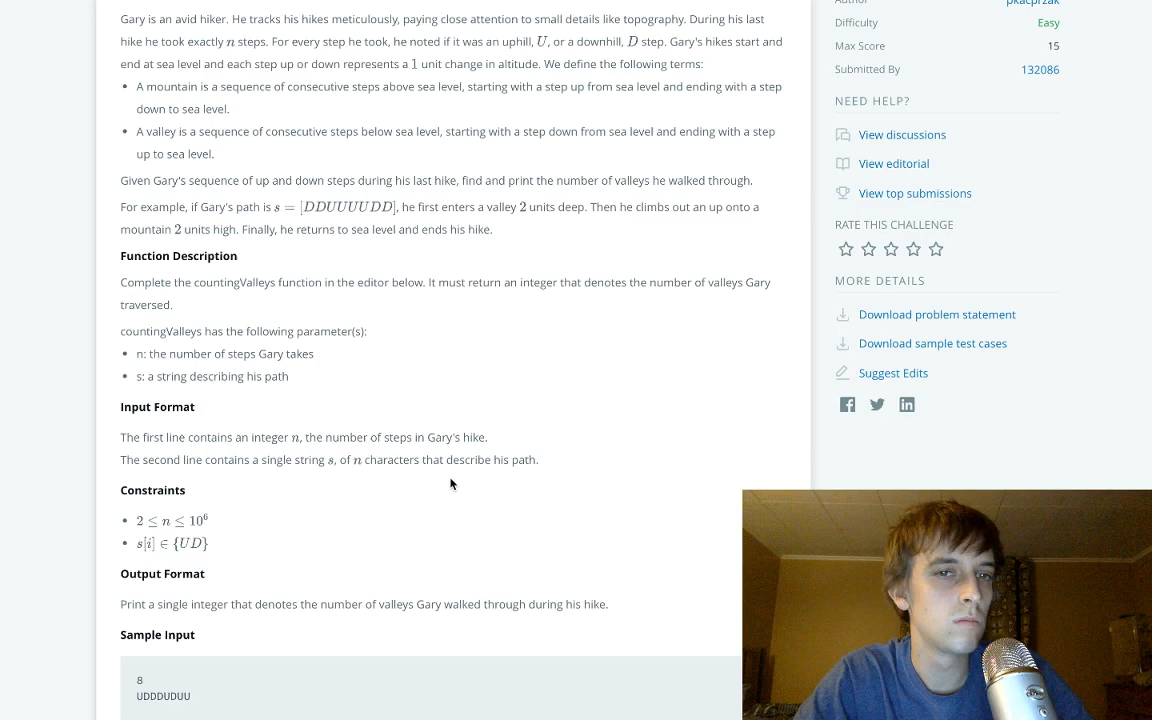 Gary is an avid hiker. He tracks his hikes meticulously, paying close attention to small details like topography. During his last
hike he took exactly n steps. For every step he took, he noted if it was an uphill, U, or a downhill, D step. Gary's hikes start and
end at sea level and each step up or down represents a 1 unit change in altitude. We define the following terms:
• A mountain is a sequence of consecutive steps above sea level, starting with a step up from sea level and ending with a step
down to sea level.
• A valley is a sequence of consecutive steps below sea level, starting with a step down from sea level and ending with a step
up to sea level.
Given Gary's sequence of up and down steps during his last hike, find and print the number of valleys he walked through.
For example, if Gary's path is s = [DDUUUUDD], he first enters a valley 2 units deep. Then he climbs out an up onto a
mountain 2 units high. Finally, he returns to sea level and ends his hike.
Function Description
Complete the countingValleys function in the editor below. It must return an integer that denotes the number of valleys Gary
traversed.
countingValleys has the following parameter(s):
• n: the number of steps Gary takes
• s: a string describing his path
Input Format
The first line contains an integer n, the number of steps in Gary's hike.
The second line contains a single string s, of n characters that describe his path.
Constraints
• 2 ≤ n ≤ 10⁶
• s[i] ∈ {UD}
Output Format
Print a single integer that denotes the number of valleys Gary walked through during his hike.
Sample Input
8
UDDDUDUU
Author pkacprzak
Difficulty Easy
Max Score 15
Submitted By 132086
NEED HELP?
View discussions
View editorial
View top submissions
RATE THIS CHALLENGE
MORE DETAILS
Download problem statement
Download sample test cases
Suggest Edits